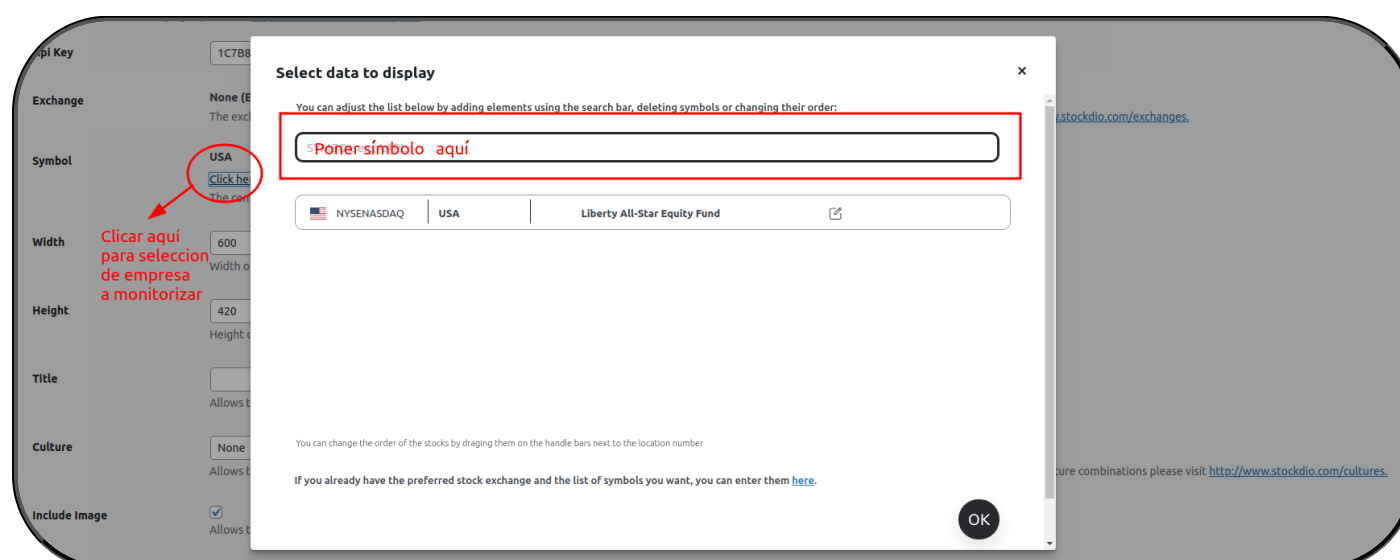 Api Key
1C7B8
Select data to display
×
Exchange
None (E
You can adjust the list below by adding elements using the search bar, deleting symbols or changing their order:
The excl
.stockdio.com/exchanges.
Poner símbolo aquí
Symbol
USA
Click he
The com
NYSENASDAQ
USA
Liberty All-Star Equity Fund
Clicar aquí
para seleccion
de empresa
a monitorizar
Width
600
Width o
Height
420
Height o
Title
Allows t
You can change the order of the stocks by draging them on the handle bars next to the location number
Culture
None
Allows t
ture combinations please visit http://www.stockdio.com/cultures.
If you already have the preferred stock exchange and the list of symbols you want, you can enter them here.
Include Image
Allows t
OK